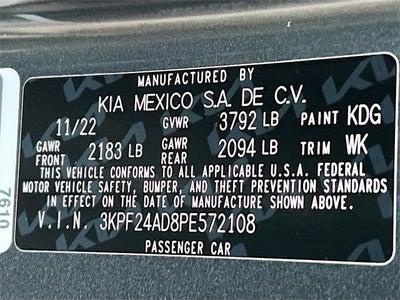 MANUFACTURED BY
KIA MEXICO S.A. DE C.V.
11/22 GVWR 3792 LB PAINT KDG
GAWR FRONT 2183 LB GAWR REAR 2094 LB TRIM WK
THIS VEHICLE CONFORMS TO ALL APPLICABLE U.S.A. FEDERAL
MOTOR VEHICLE SAFETY, BUMPER, AND THEFT PREVENTION STANDARDS
IN EFFECT ON THE DATE OF MANUFACTURE SHOWN ABOVE.
V.I.N. 3KPF24AD8PE572108
PASSENGER CAR
7610